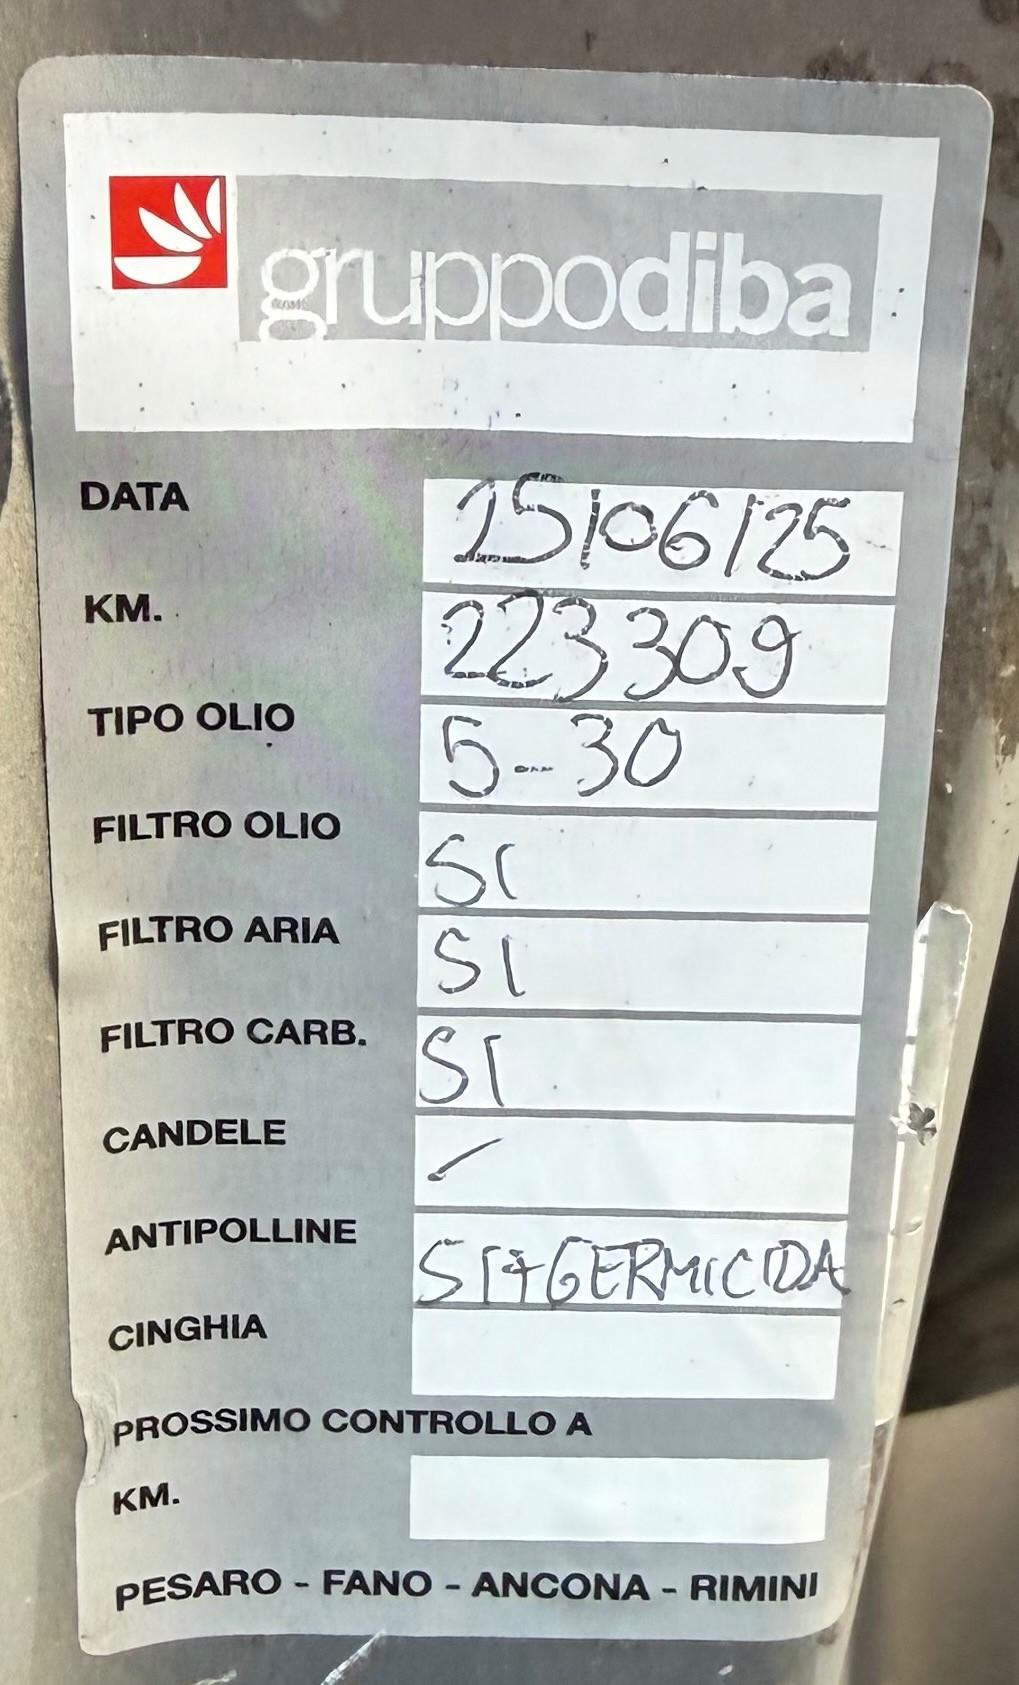 gruppodiba
DATA 25/06/25
KM. 223309
TIPO OLIO 5-30
FILTRO OLIO SI
FILTRO ARIA SI
FILTRO CARB. SI
CANDELE /
ANTIPOLLINE SI+GERMICIDA
CINGHIA
PROSSIMO CONTROLLO A
KM.
PESARO - FANO - ANCONA - RIMINI